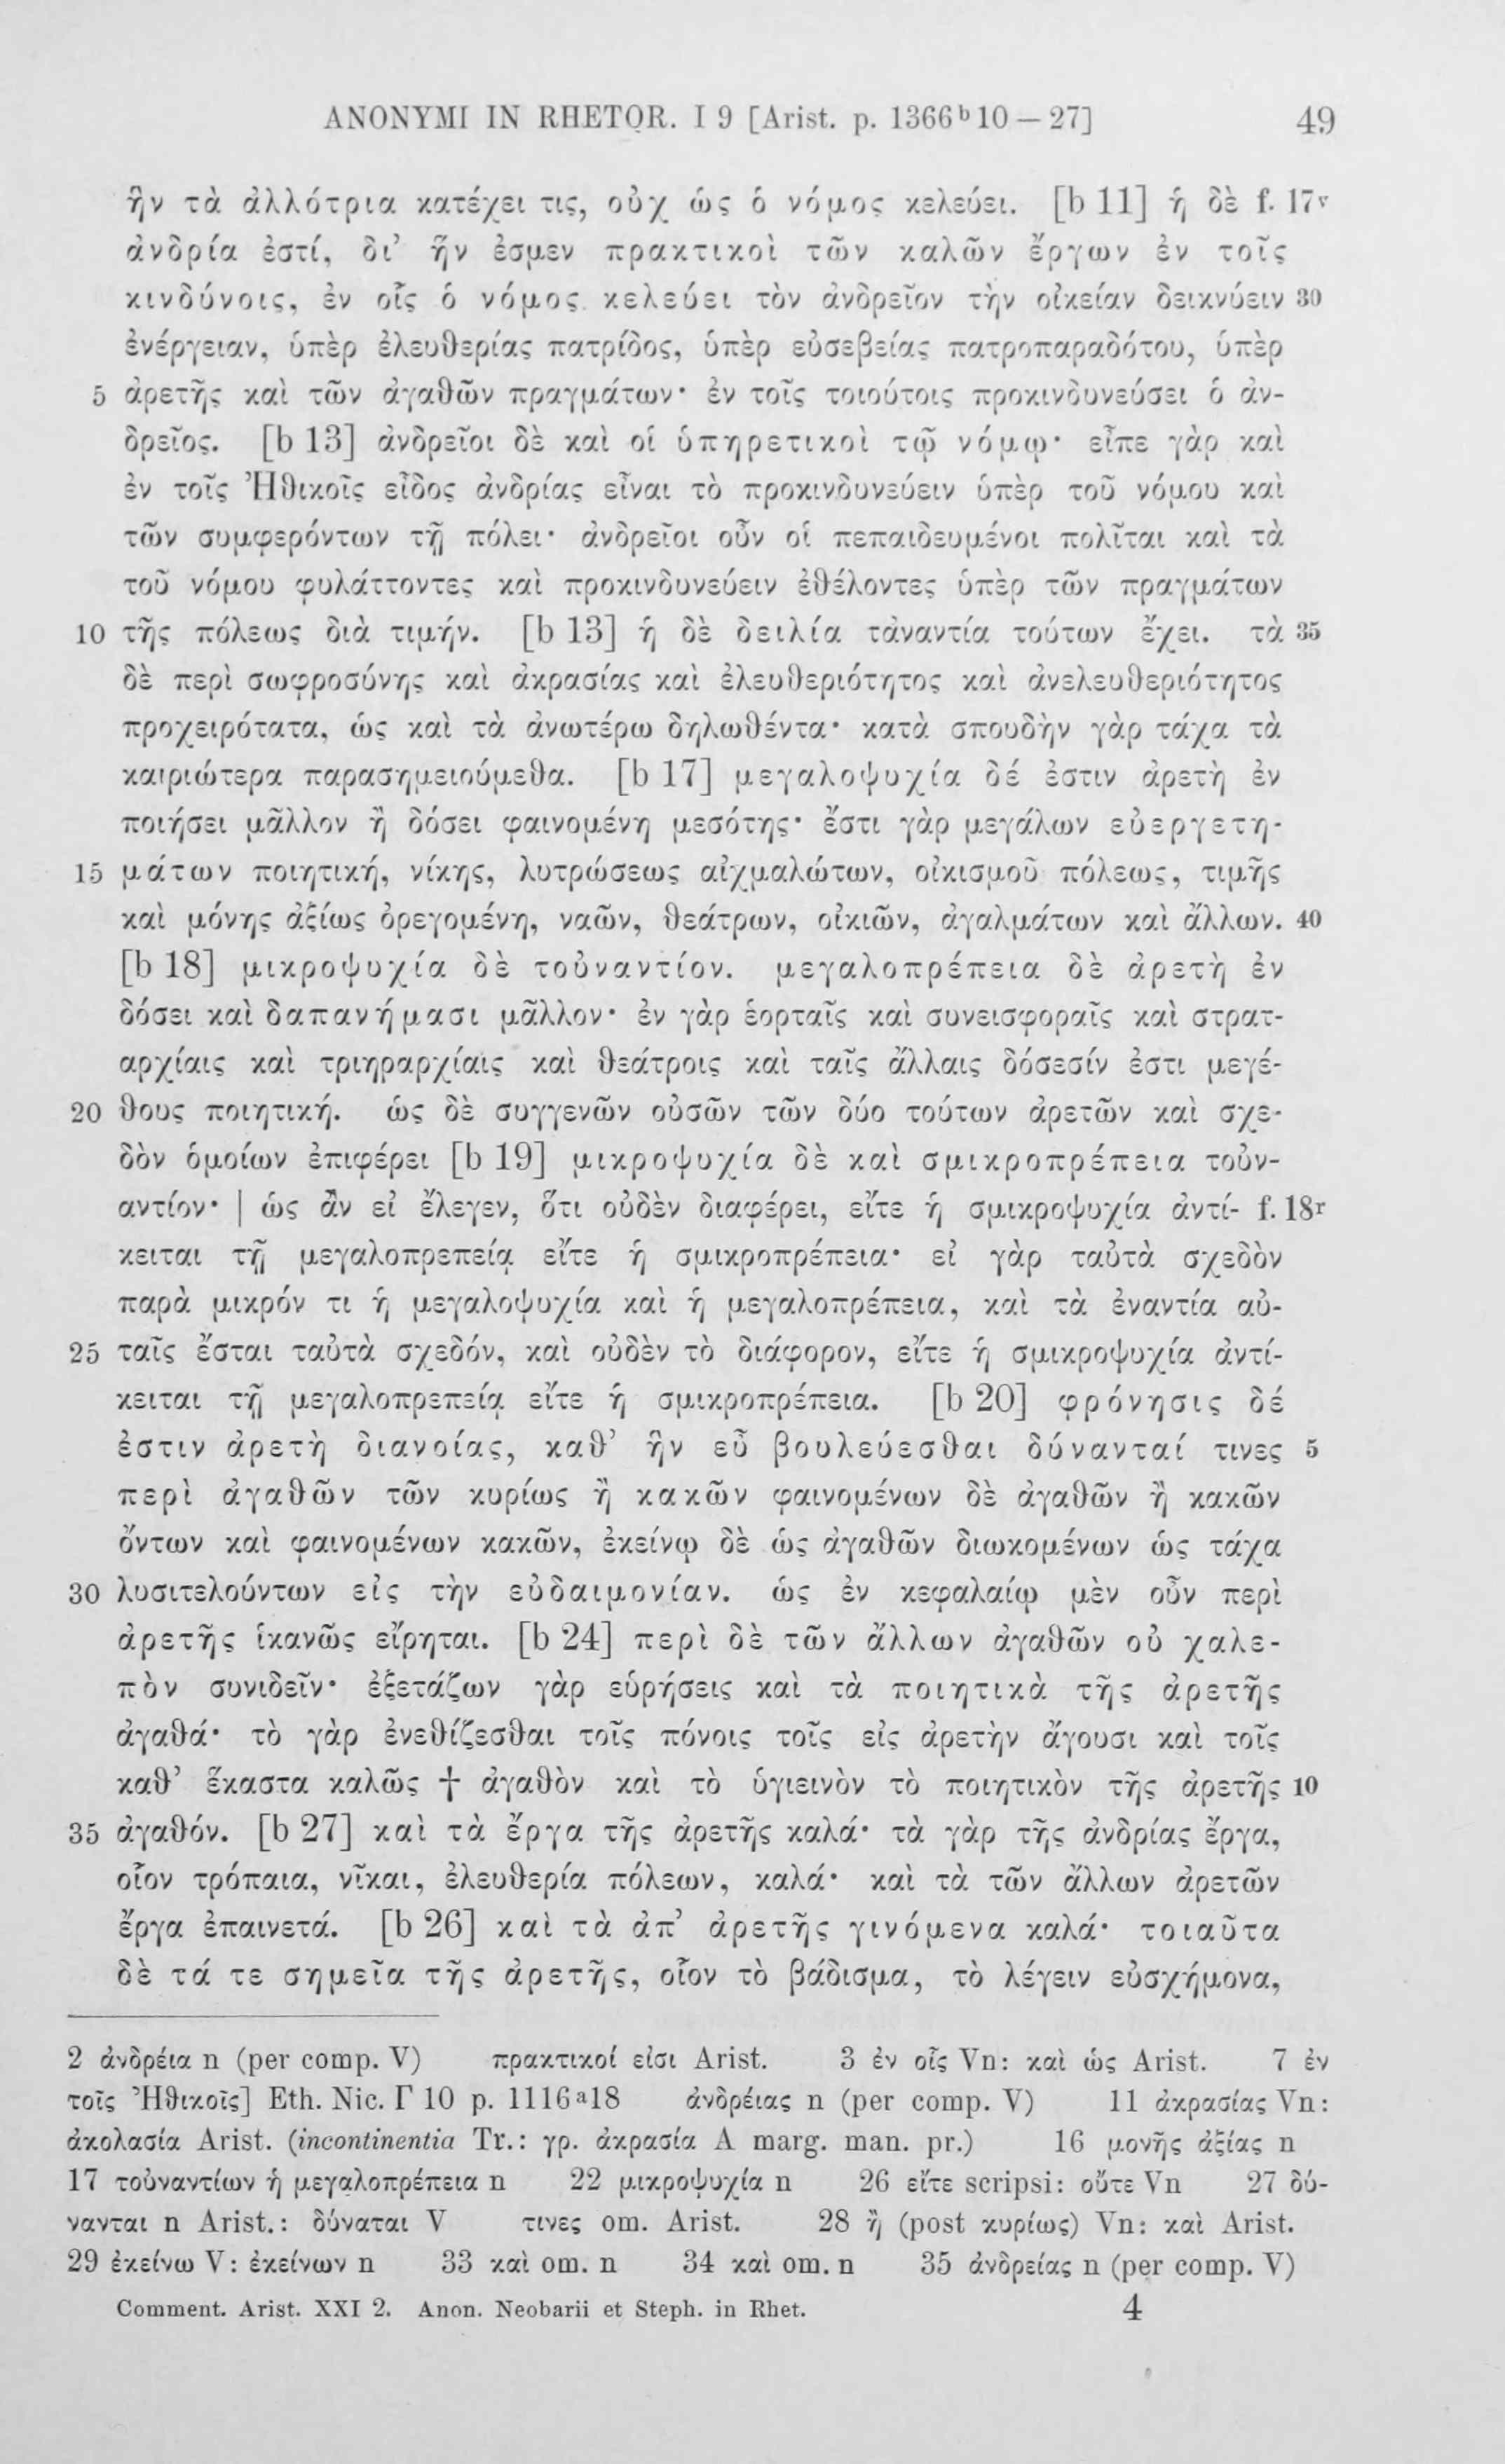 ANONYMI IN RHETOR. I 9 [Arist. p. 1366ᵇ10—27] 49
ἣν τὰ ἀλλότρια κατέχει τις, οὐχ ὡς ὁ νόμος κελεύει. [b 11] ἡ δὲ f. 17ᵛ
ἀνδρία ἐστί, δι’ ἥν ἐσμεν πρακτικοὶ τῶν καλῶν ἔργων ἐν τοῖς
κινδύνοις, ἐν οἷς ὁ νόμος κελεύει τὸν ἀνδρεῖον τὴν οἰκείαν δεικνύειν 30
ἐνέργειαν, ὑπὲρ ἐλευθερίας πατρίδος, ὑπὲρ εὐσεβείας πατροπαραδότου, ὑπὲρ
5 ἀρετῆς καὶ τῶν ἀγαθῶν πραγμάτων· ἐν τοῖς τοιούτοις προκινδυνεύσει ὁ ἀν-
δρεῖος. [b 13] ἀνδρεῖοι δὲ καὶ οἱ ὑπηρετικοὶ τῷ νόμῳ· εἶπε γὰρ καὶ
ἐν τοῖς Ἠθικοῖς εἶδος ἀνδρίας εἶναι τὸ προκινδυνεύειν ὑπὲρ τοῦ νόμου καὶ
τῶν συμφερόντων τῇ πόλει· ἀνδρεῖοι οὖν οἱ πεπαιδευμένοι πολῖται καὶ τὰ
τοῦ νόμου φυλάττοντες καὶ προκινδυνεύειν ἐθέλοντες ὑπὲρ τῶν πραγμάτων
10 τῆς πόλεως διὰ τιμήν. [b 13] ἡ δὲ δειλία τἀναντία τούτων ἔχει. τὰ 35
δὲ περὶ σωφροσύνης καὶ ἀκρασίας καὶ ἐλευθεριότητος καὶ ἀνελευθεριότητος
προχειρότατα, ὡς καὶ τὰ ἀνωτέρω δηλωθέντα· κατὰ σπουδὴν γὰρ τάχα τὰ
καιριώτερα παρασημειούμεθα. [b 17] μεγαλοψυχία δέ ἐστιν ἀρετὴ ἐν
ποιήσει μᾶλλον ἢ δόσει φαινομένη μεσότης· ἔστι γὰρ μεγάλων εὐεργετη-
15 μάτων ποιητική, νίκης, λυτρώσεως αἰχμαλώτων, οἰκισμοῦ πόλεως, τιμῆς
καὶ μόνης ἀξίως ὀρεγομένη, ναῶν, θεάτρων, οἰκιῶν, ἀγαλμάτων καὶ ἄλλων. 40
[b 18] μικροψυχία δὲ τοὐναντίον. μεγαλοπρέπεια δὲ ἀρετὴ ἐν
δόσει καὶ δαπανήμασι μᾶλλον· ἐν γὰρ ἑορταῖς καὶ συνεισφοραῖς καὶ στρατ-
αρχίαις καὶ τριηραρχίαις καὶ θεάτροις καὶ ταῖς ἄλλαις δόσεσίν ἐστι μεγέ-
20 θους ποιητική. ὡς δὲ συγγενῶν οὐσῶν τῶν δύο τούτων ἀρετῶν καὶ σχε-
δὸν ὁμοίων ἐπιφέρει [b 19] μικροψυχία δὲ καὶ σμικροπρέπεια τοὐν-
αντίον· | ὡς ἂν εἰ ἔλεγεν, ὅτι οὐδὲν διαφέρει, εἴτε ἡ σμικροψυχία ἀντί- f. 18ʳ
κειται τῇ μεγαλοπρεπείᾳ εἴτε ἡ σμικροπρέπεια· εἰ γὰρ ταὐτὰ σχεδὸν
παρὰ μικρόν τι ἡ μεγαλοψυχία καὶ ἡ μεγαλοπρέπεια, καὶ τὰ ἐναντία αὐ-
25 ταῖς ἔσται ταὐτὰ σχεδόν, καὶ οὐδὲν τὸ διάφορον, εἴτε ἡ σμικροψυχία ἀντί-
κειται τῇ μεγαλοπρεπείᾳ εἴτε ἡ σμικροπρέπεια. [b 20] φρόνησις δέ
ἐστιν ἀρετὴ διανοίας, καθ’ ἣν εὖ βουλεύεσθαι δύνανταί τινες 5
περὶ ἀγαθῶν τῶν κυρίως ἢ κακῶν φαινομένων δὲ ἀγαθῶν ἢ κακῶν
ὄντων καὶ φαινομένων κακῶν, ἐκείνῳ δὲ ὡς ἀγαθῶν διωκομένων ὡς τάχα
30 λυσιτελούντων εἰς τὴν εὐδαιμονίαν. ὡς ἐν κεφαλαίῳ μὲν οὖν περὶ
ἀρετῆς ἱκανῶς εἴρηται. [b 24] περὶ δὲ τῶν ἄλλων ἀγαθῶν οὐ χαλε-
πὸν συνιδεῖν· ἐξετάζων γὰρ εὑρήσεις καὶ τὰ ποιητικὰ τῆς ἀρετῆς
ἀγαθά· τὸ γὰρ ἐνεθίζεσθαι τοῖς πόνοις τοῖς εἰς ἀρετὴν ἄγουσι καὶ τοῖς
καθ’ ἕκαστα καλῶς † ἀγαθὸν καὶ τὸ ὑγιεινὸν τὸ ποιητικὸν τῆς ἀρετῆς 10
35 ἀγαθόν. [b 27] καὶ τὰ ἔργα τῆς ἀρετῆς καλά· τὰ γὰρ τῆς ἀνδρίας ἔργα,
οἷον τρόπαια, νῖκαι, ἐλευθερία πόλεων, καλά· καὶ τὰ τῶν ἄλλων ἀρετῶν
ἔργα ἐπαινετά. [b 26] καὶ τὰ ἀπ’ ἀρετῆς γινόμενα καλά· τοιαῦτα
δὲ τά τε σημεῖα τῆς ἀρετῆς, οἷον τὸ βάδισμα, τὸ λέγειν εὐσχήμονα,
2 ἀνδρέια n (per comp. V) πρακτικοί εἰσι Arist. 3 ἐν οἷς Vn: καὶ ὡς Arist. 7 ἐν
τοῖς Ἠθικοῖς] Eth. Nic. Γ 10 p. 1116ᵃ18 ἀνδρέιας n (per comp. V) 11 ἀκρασίας Vn:
ἀκολασία Arist. (incontinentia Tr.: γρ. ἀκρασία A marg. man. pr.) 16 μονῆς ἀξίας n
17 τοὐναντίων ἡ μεγαλοπρέπεια n 22 μικροψυχία n 26 εἴτε scripsi: οὔτε Vn 27 δύ-
νανται n Arist.: δύναται V τινες om. Arist. 28 ἢ (post κυρίως) Vn: καὶ Arist.
29 ἐκείνω V: ἐκείνων n 33 καὶ om. n 34 καὶ om. n 35 ἀνδρείας n (per comp. V)
Comment. Arist. XXI 2. Anon. Neobarii et Steph. in Rhet. 4